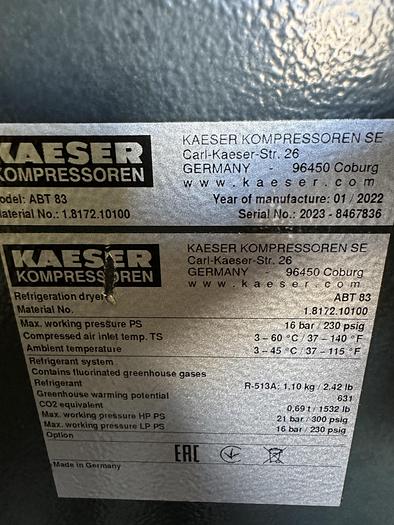 KAESER
KOMPRESSOREN
KAESER KOMPRESSOREN SE
Carl-Kaeser-Str. 26
GERMANY - 96450 Coburg
www.kaeser.com
Model: ABT 83 Year of manufacture: 01 / 2022
Material No.: 1.8172.10100 Serial No.: 2023 - 8467836
KAESER
KOMPRESSOREN
KAESER KOMPRESSOREN SE
Carl-Kaeser-Str. 26
GERMANY - 96450 Coburg
www.kaeser.com
Refrigeration dryer ABT 83
Material No. 1.8172.10100
Max. working pressure PS 16 bar / 230 psig
Compressed air inlet temp. TS 3 – 60 °C / 37 – 140 °F
Ambient temperature 3 – 45 °C / 37 – 115 °F
Refrigerant system
Contains fluorinated greenhouse gases
Refrigerant R-513A: 1,10 kg / 2.42 lb
Greenhouse warming potential 631
CO2 equivalent 0,69 t / 1532 lb
Max. working pressure HP PS 21 bar / 300 psig
Max. working pressure LP PS 16 bar / 230 psig
Option
EAC
Made in Germany